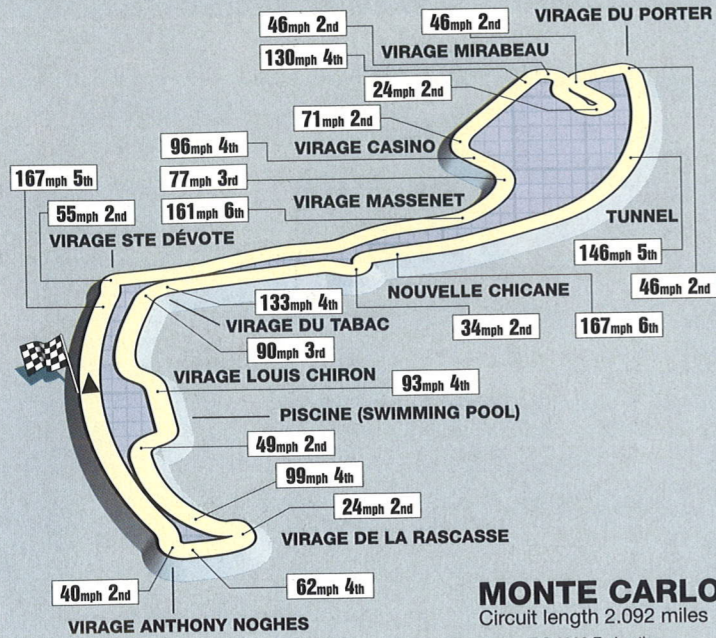 VIRAGE DU PORTER
46mph 2nd
46mph 2nd
VIRAGE MIRABEAU
130mph 4th
24mph 2nd
71mph 2nd
96mph 4th
VIRAGE CASINO
167mph 5th
77mph 3rd
VIRAGE MASSENET
55mph 2nd
161mph 6th
TUNNEL
VIRAGE STE DÉVOTE
146mph 5th
46mph 2nd
133mph 4th
NOUVELLE CHICANE
VIRAGE DU TABAC
34mph 2nd
167mph 6th
90mph 3rd
VIRAGE LOUIS CHIRON
93mph 4th
PISCINE (SWIMMING POOL)
49mph 2nd
99mph 4th
24mph 2nd
VIRAGE DE LA RASCASSE
40mph 2nd
62mph 4th
MONTE CARLO
Circuit length 2.092 miles
VIRAGE ANTHONY NOGHES